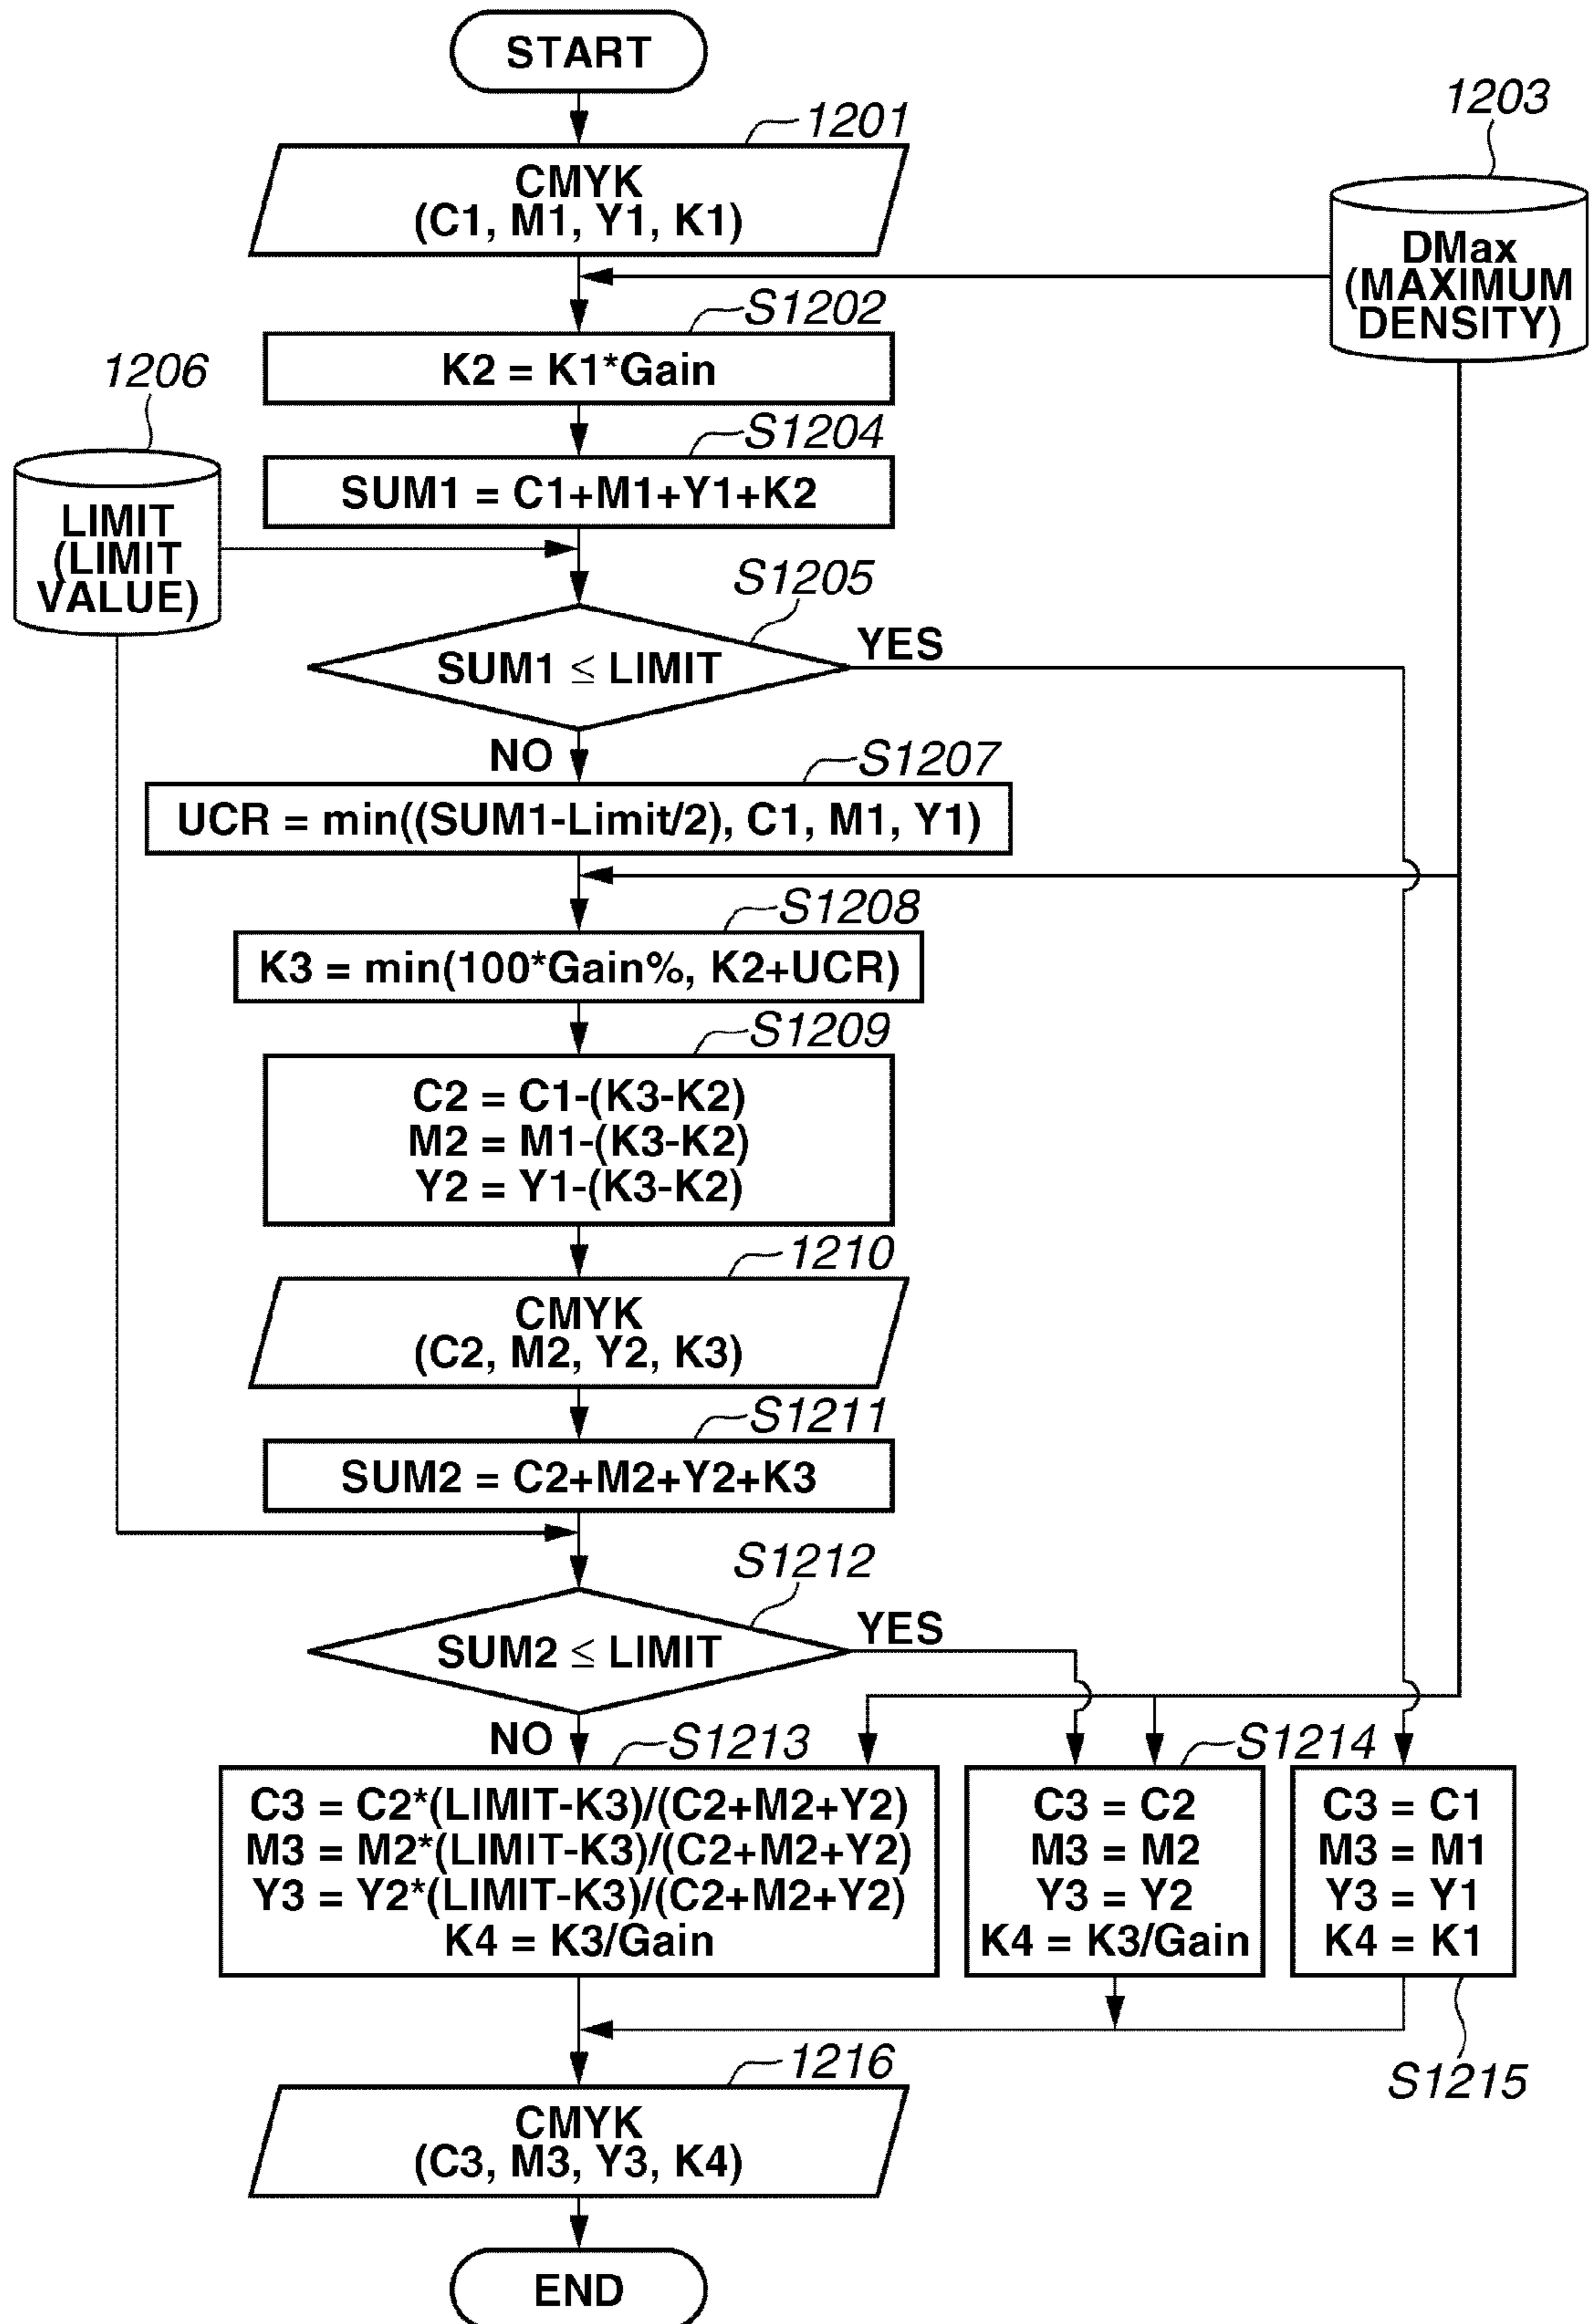 START
1201
CMYK
(C1, M1, Y1, K1)
1203
DMax
(MAXIMUM
DENSITY)
S1202
K2 = K1*Gain
1206
LIMIT
(LIMIT
VALUE)
S1204
SUM1 = C1+M1+Y1+K2
S1205
SUM1 ≤ LIMIT
YES
NO
S1207
UCR = min((SUM1-Limit/2), C1, M1, Y1)
S1208
K3 = min(100*Gain%, K2+UCR)
S1209
C2 = C1-(K3-K2)
M2 = M1-(K3-K2)
Y2 = Y1-(K3-K2)
1210
CMYK
(C2, M2, Y2, K3)
S1211
SUM2 = C2+M2+Y2+K3
S1212
SUM2 ≤ LIMIT
YES
NO
S1213
C3 = C2*(LIMIT-K3)/(C2+M2+Y2)
M3 = M2*(LIMIT-K3)/(C2+M2+Y2)
Y3 = Y2*(LIMIT-K3)/(C2+M2+Y2)
K4 = K3/Gain
S1214
C3 = C2
M3 = M2
Y3 = Y2
K4 = K3/Gain
C3 = C1
M3 = M1
Y3 = Y1
K4 = K1
S1215
1216
CMYK
(C3, M3, Y3, K4)
END